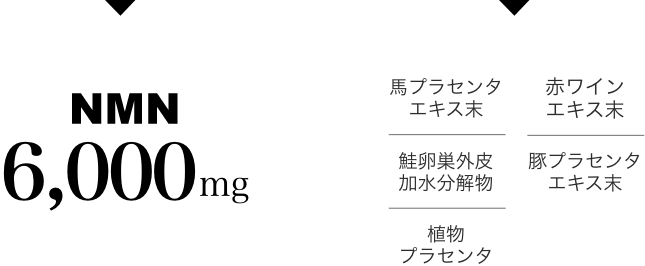 NMN
6,000mg
馬プラセンタ
エキス末
赤ワイン
エキス末
鮭卵巣外皮
加水分解物
豚プラセンタ
エキス末
植物
プラセンタ